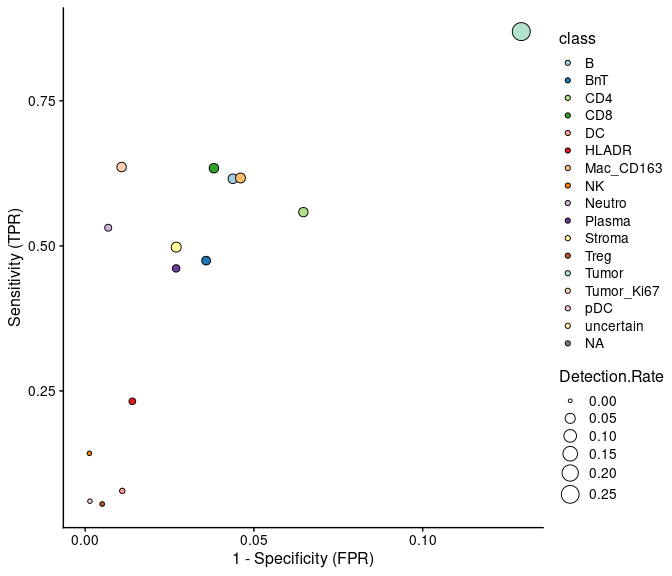 Sensitivity (TPR)
0.75
0.50
0.25
0.00
0.05
0.10
1 - Specificity (FPR)
class
B
BnT
CD4
CD8
DC
HLADR
Mac_CD163
NK
Neutro
Plasma
Stroma
Treg
Tumor
Tumor_Ki67
pDC
uncertain
NA
Detection.Rate
0.00
0.05
0.10
0.15
0.20
0.25